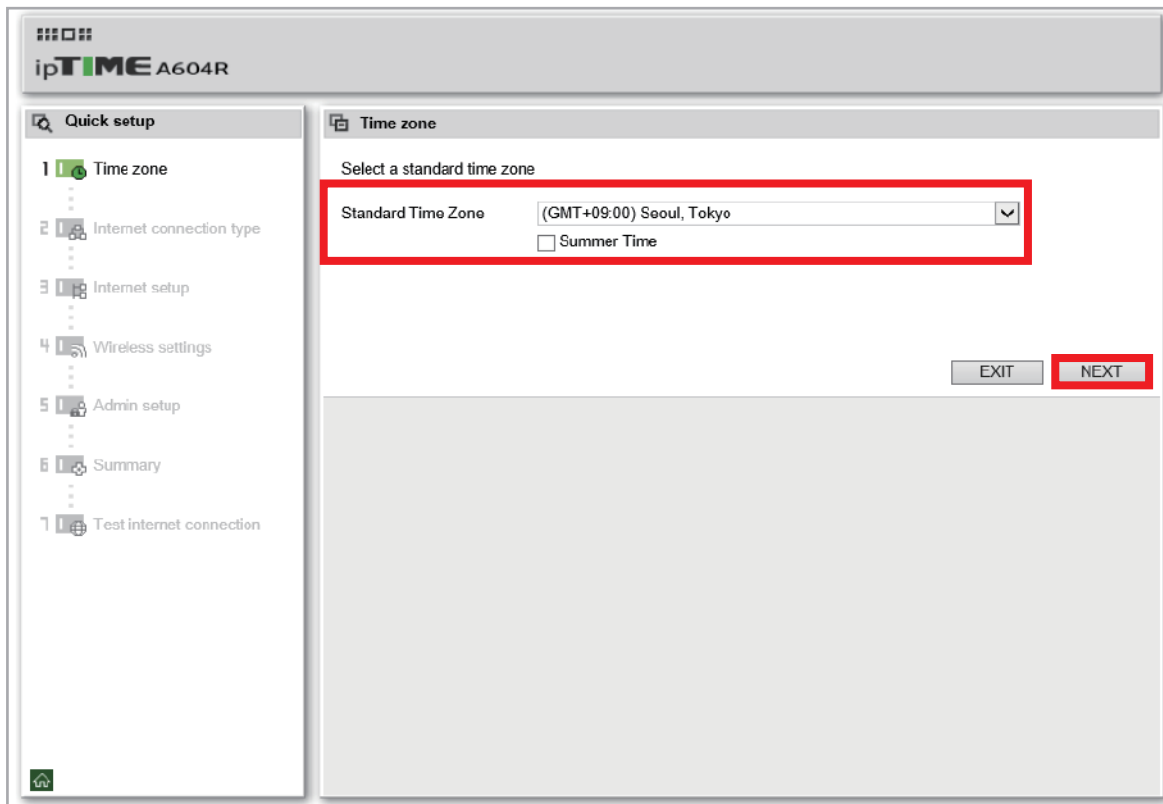 ipTIME A604R
Quick setup
1 Time zone
2 Internet connection type
3 Internet setup
4 Wireless settings
5 Admin setup
6 Summary
7 Test internet connection
Time zone
Select a standard time zone
Standard Time Zone (GMT+09:00) Seoul, Tokyo
Summer Time
EXIT NEXT